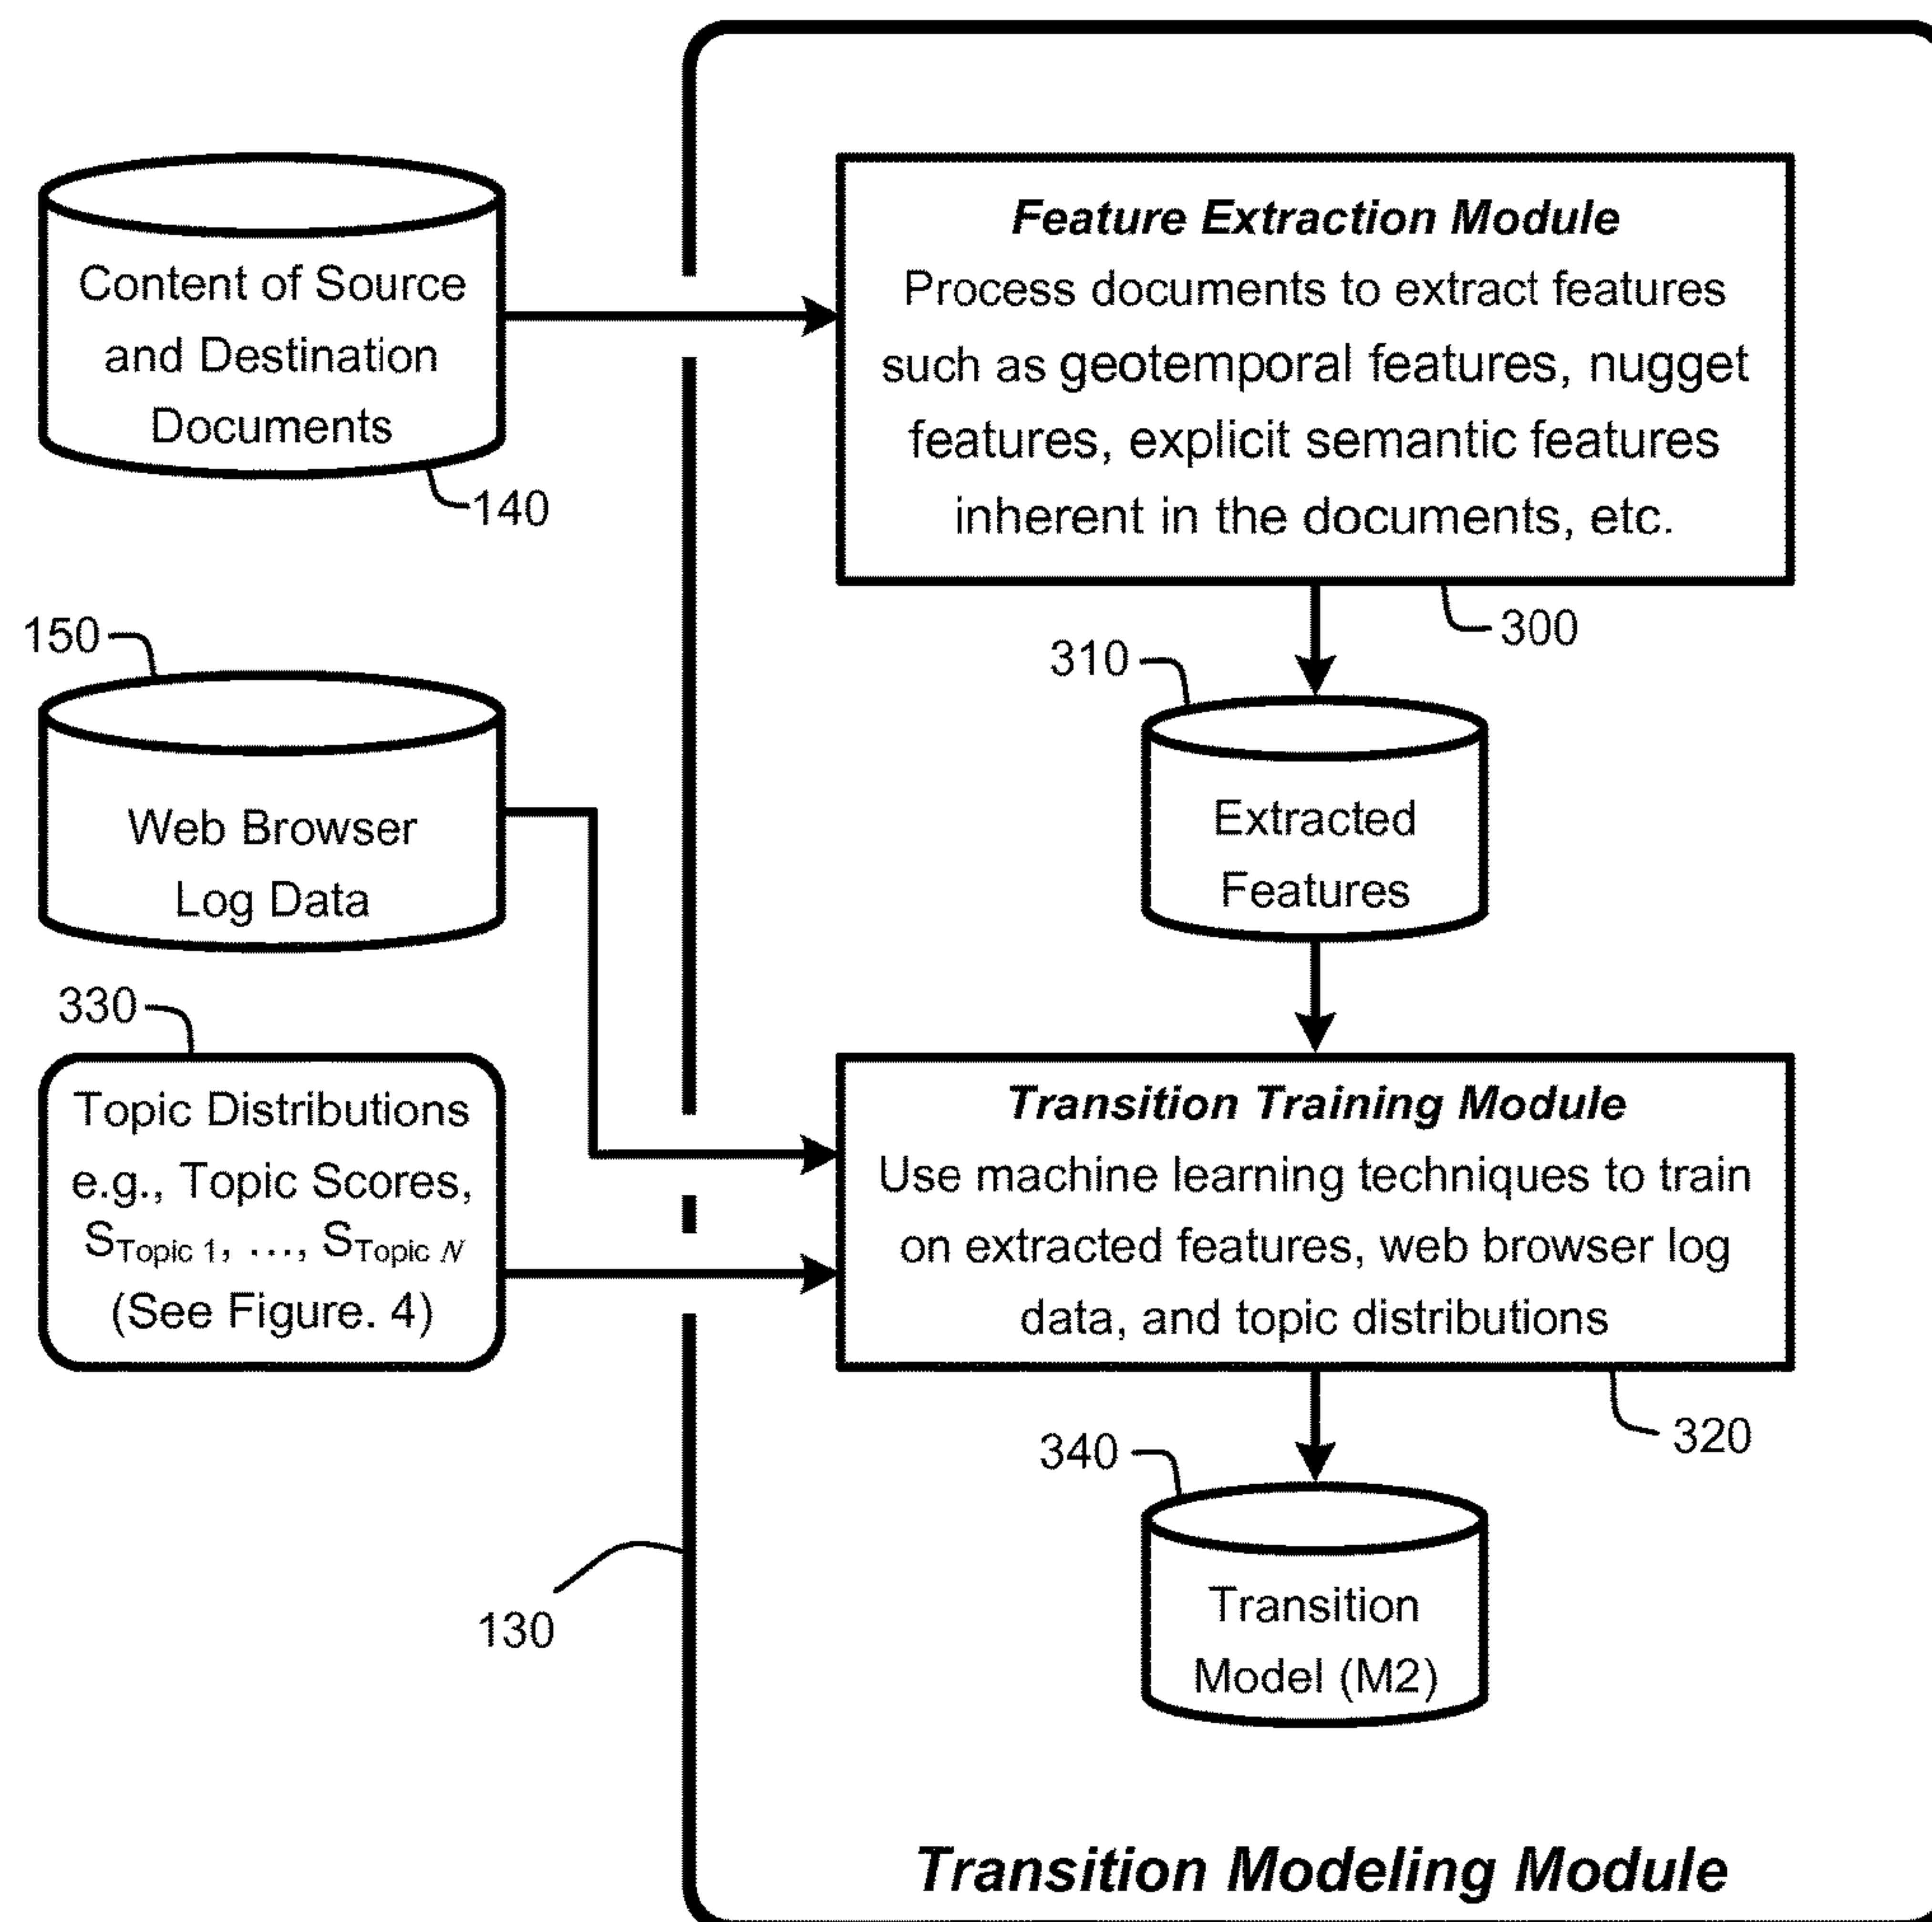 Content of Source
and Destination
Documents
140
Feature Extraction Module
Process documents to extract features
such as geotemporal features, nugget
features, explicit semantic features
inherent in the documents, etc.
300
150
Web Browser
Log Data
310
Extracted
Features
330
Topic Distributions
e.g., Topic Scores,
STopic 1, …, STopic N
(See Figure. 4)
Transition Training Module
Use machine learning techniques to train
on extracted features, web browser log
data, and topic distributions
320
340
Transition
Model (M2)
130
Transition Modeling Module